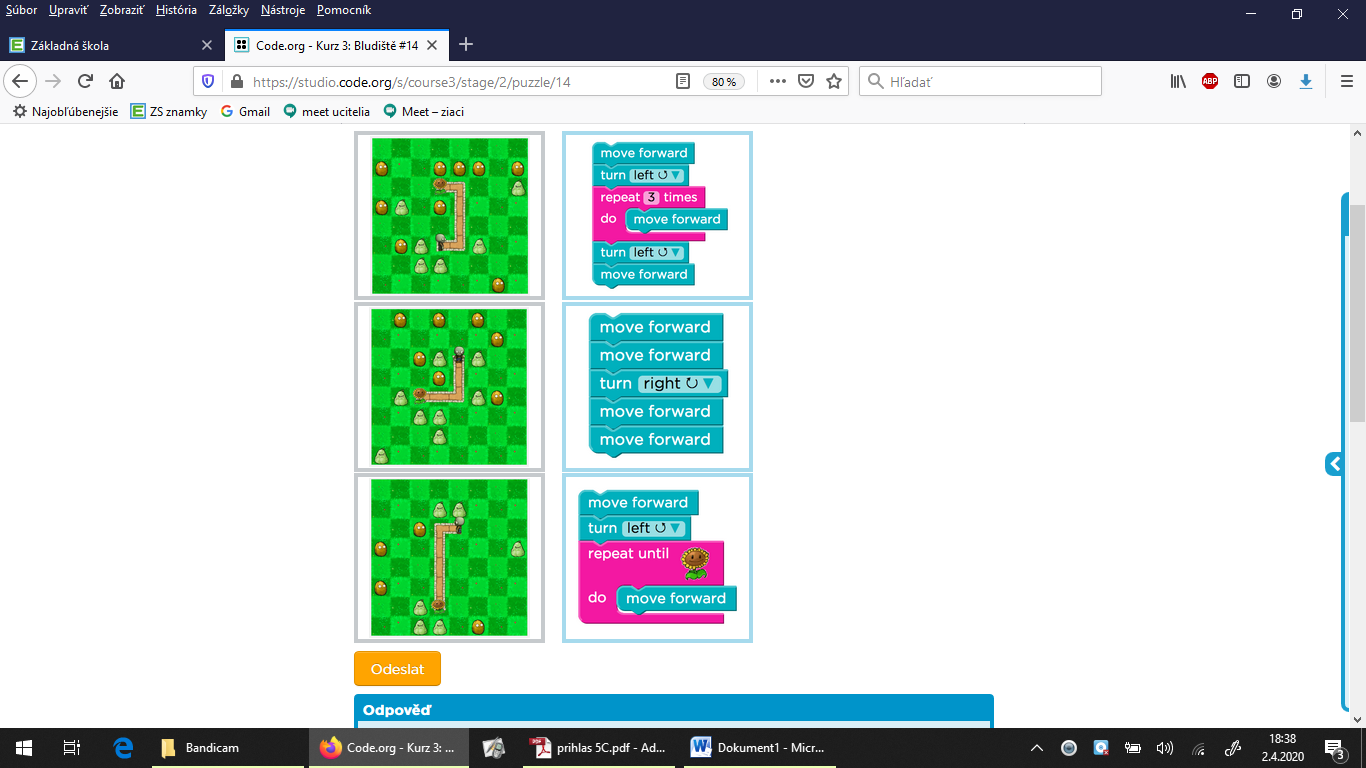 Súbor Upraviť Zobraziť História Záložky Nástroje Pomocník
Základná škola
Code.org - Kurz 3: Bludiště #14
https://studio.code.org/s/course3/stage/2/puzzle/14
80 %
Hľadať
ABP
Najobľúbenejšie ZS znamky Gmail meet ucitelia Meet – ziaci
move forward
turn left
repeat 3 times
do move forward
turn left
move forward
move forward
move forward
turn right
move forward
move forward
move forward
turn left
repeat until
do move forward
Odeslat
Odpověď
Bandicam
Code.org - Kurz 3: ...
prihlas 5C.pdf - Ad...
Dokument1 - Micr...
18:38
2.4.2020
3